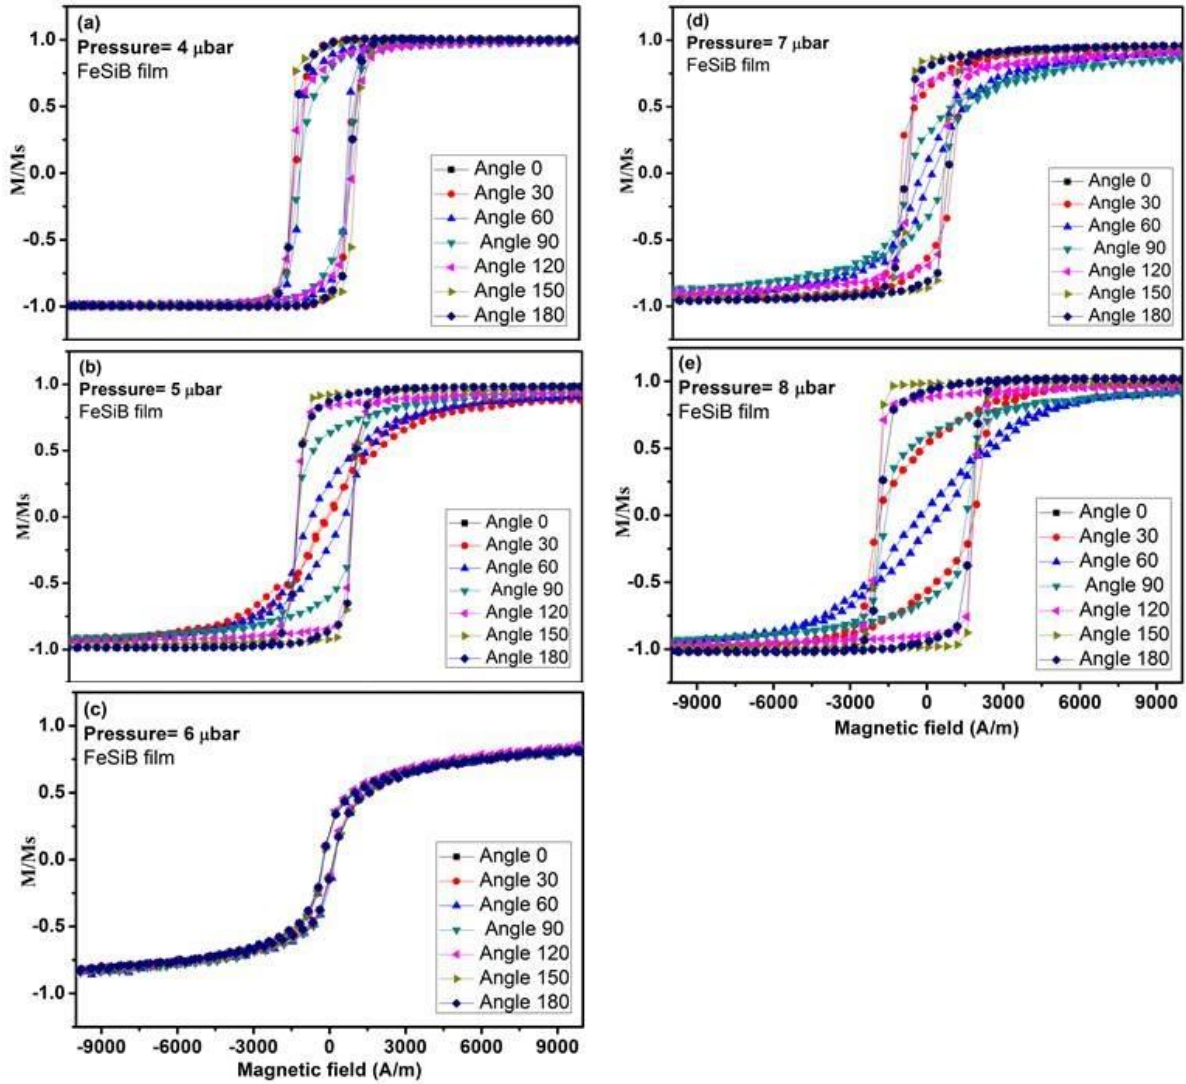 (a)
Pressure= 4 μbar
FeSiB film
1.0
0.5
0.0
-0.5
-1.0
M/Ms
Angle 0
Angle 30
Angle 60
Angle 90
Angle 120
Angle 150
Angle 180
(b)
Pressure= 5 μbar
FeSiB film
1.0
0.5
0.0
-0.5
-1.0
M/Ms
Angle 0
Angle 30
Angle 60
Angle 90
Angle 120
Angle 150
Angle 180
(c)
Pressure= 6 μbar
FeSiB film
1.0
0.5
0.0
-0.5
-1.0
M/Ms
Angle 0
Angle 30
Angle 60
Angle 90
Angle 120
Angle 150
Angle 180
-9000 -6000 -3000 0 3000 6000 9000
Magnetic field (A/m)
(d)
Pressure= 7 μbar
FeSiB film
1.0
0.5
0.0
-0.5
-1.0
M/Ms
Angle 0
Angle 30
Angle 60
Angle 90
Angle 120
Angle 150
Angle 180
(e)
Pressure= 8 μbar
FeSiB film
1.0
0.5
0.0
-0.5
-1.0
M/Ms
Angle 0
Angle 30
Angle 60
Angle 90
Angle 120
Angle 150
Angle 180
-9000 -6000 -3000 0 3000 6000 9000
Magnetic field (A/m)